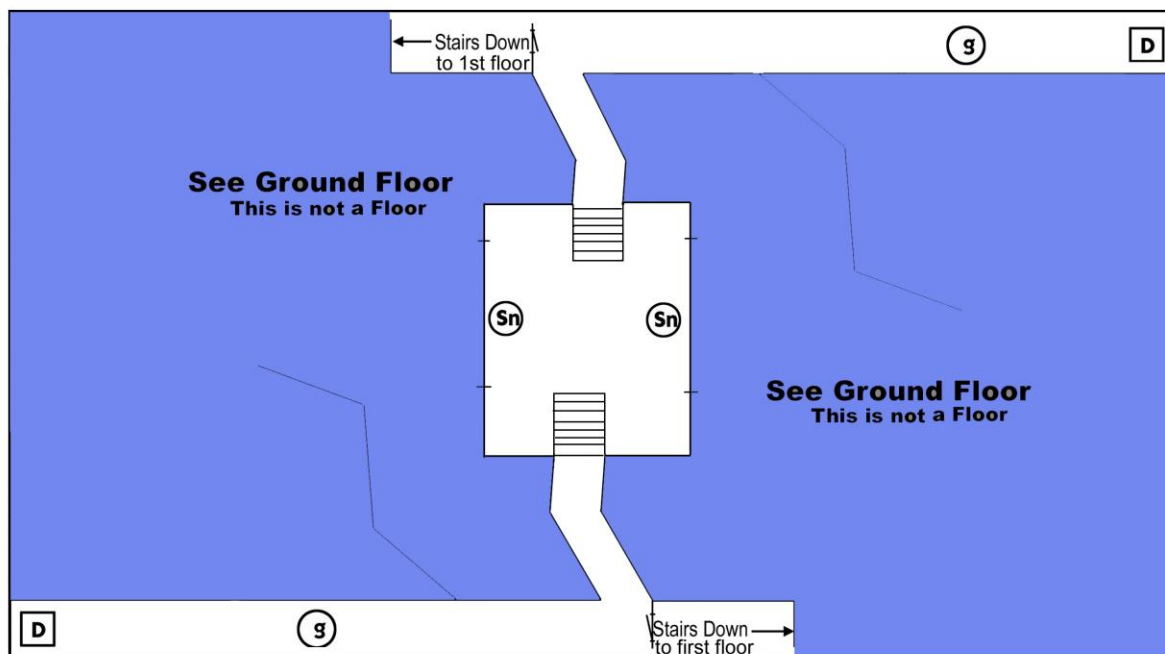 Stairs Down
to 1st floor
g
D
See Ground Floor
This is not a Floor
Sn
Sn
See Ground Floor
This is not a Floor
D
g
Stairs Down
to first floor